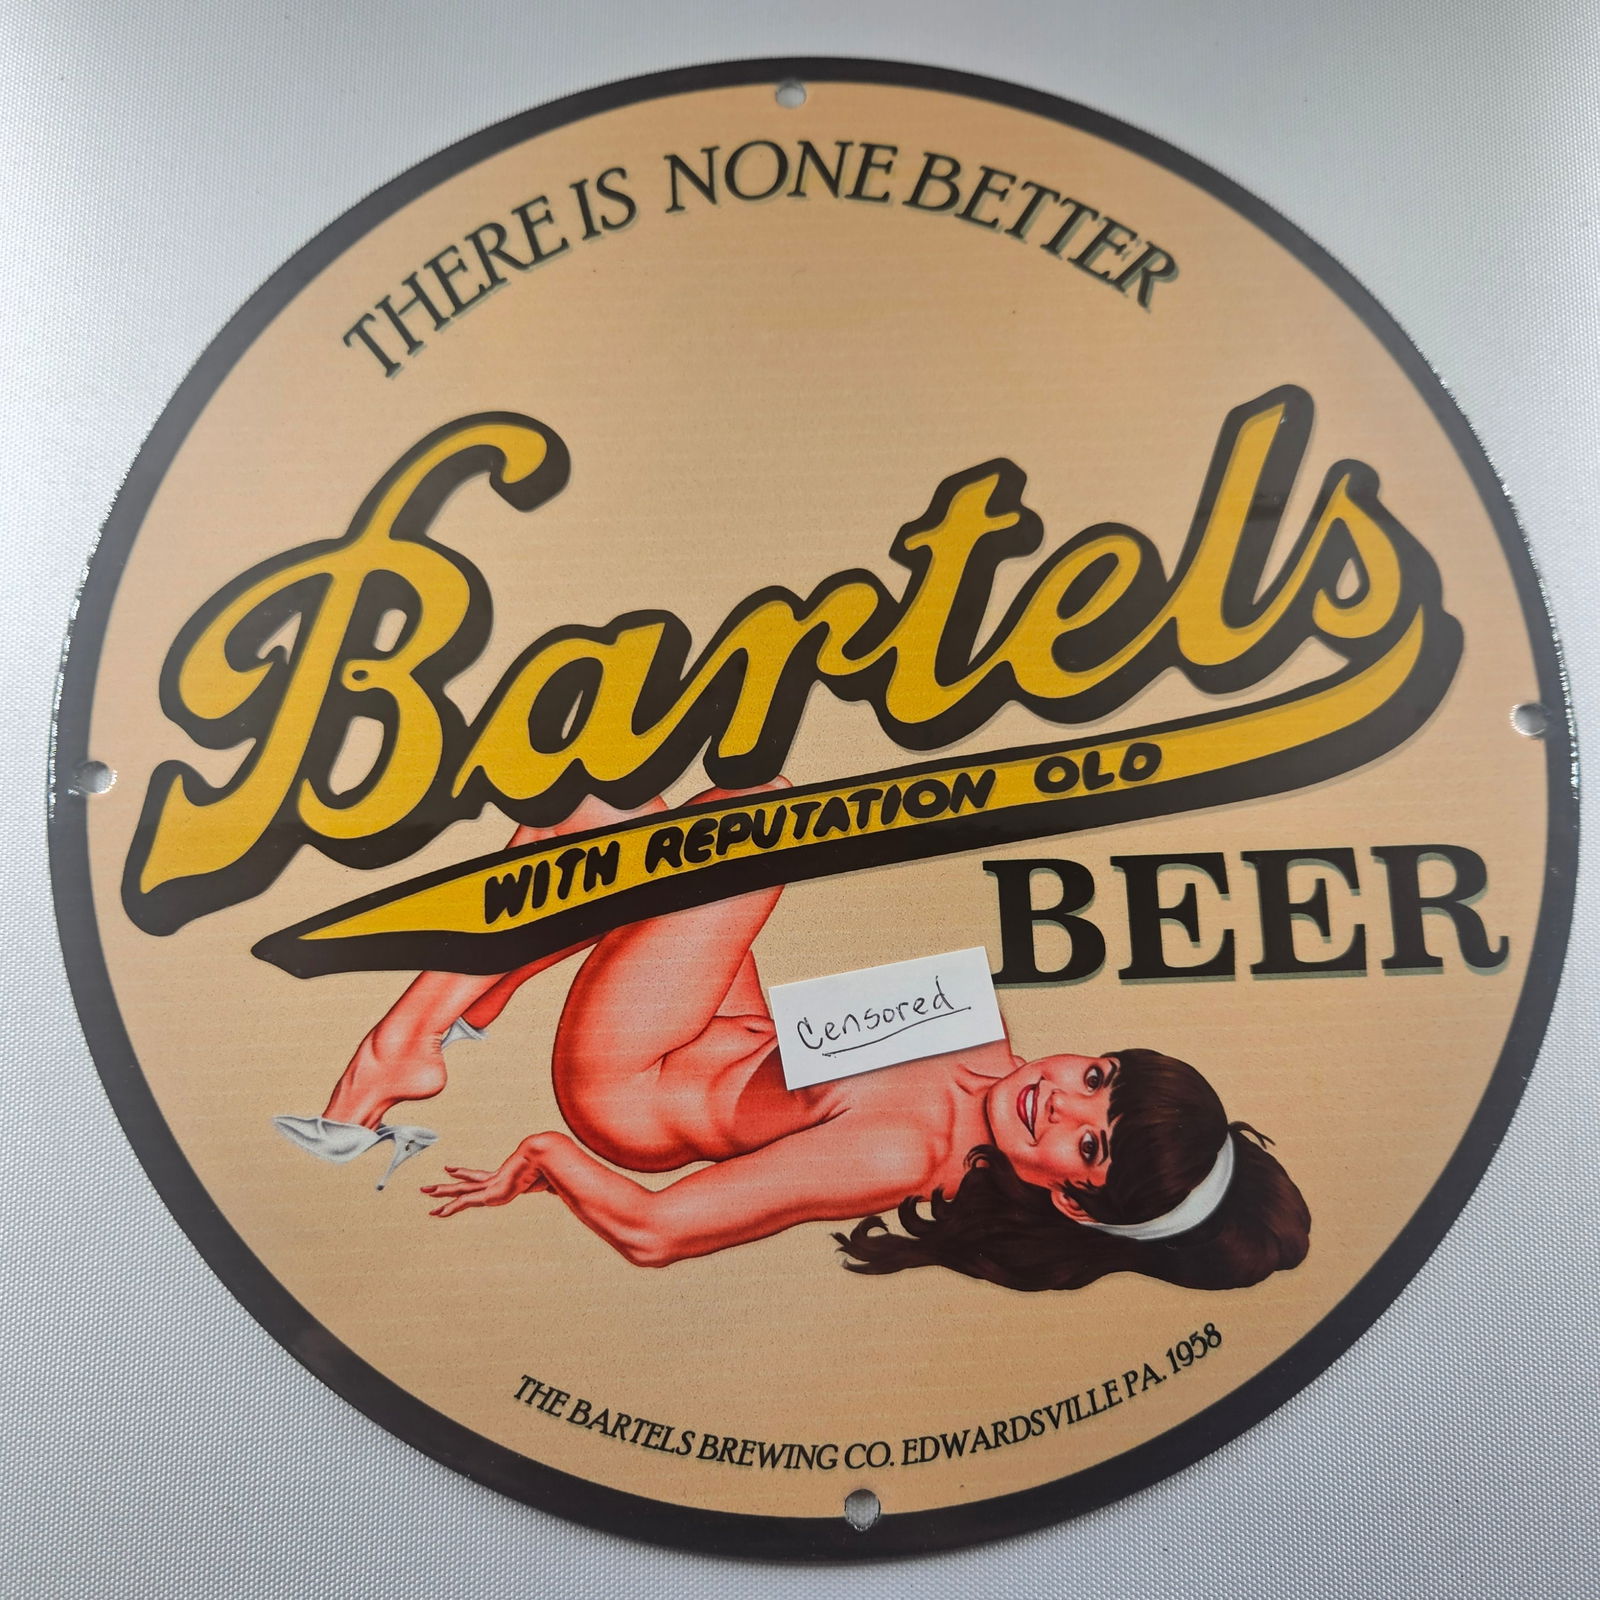 THERE IS NONE BETTER
Bartels
WITH REPUTATION OLD
BEER
Censored
THE BARTELS BREWING CO. EDWARDSVILLE PA. 1958